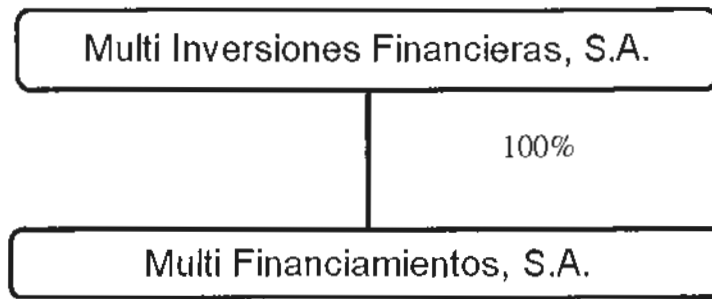 Multi Inversiones Financieras, S.A.
100%
Multi Financiamientos, S.A.